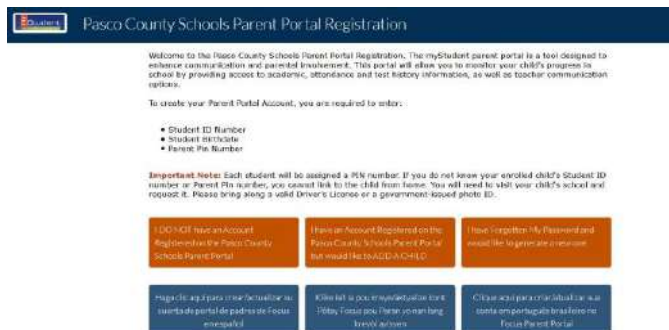 Pasco County Schools Parent Portal Registration
Welcome to the Pasco County Schools Parent Portal Registration. The myStudent parent portal is a tool designed to
enhance communication and parental involvement. This portal will allow you to monitor your child's progress in
school by providing access to academic, attendance and test history information, as well as teacher communication
options.
To create your Parent Portal Account, you are required to enter:
• Student ID Number
• Student Birthdate
• Parent Pin Number
Important Note: Each student will be assigned a PIN number. If you do not know your enrolled child's Student ID
number or Parent Pin number, you cannot link to the child from home. You will need to visit your child's school and
request it. Please bring along a valid Driver's License or a government-issued photo ID.
I DO NOT have an Account
Registered on the Pasco County
Schools Parent Portal
I have an Account Registered on the
Pasco County Schools Parent Portal
but would like to ADD A CHILD
I have Forgotten My Password and
would like to generate a new one
Haga clic aquí para crear/actualizar su
cuenta de portal de padres de Focus
en español
Klike isit la pou
Focus pou Paran
kreyòl ayisyen
Clique aqui para criar/atualizar sua
conta em português brasileiro no
Focus Parent Portal